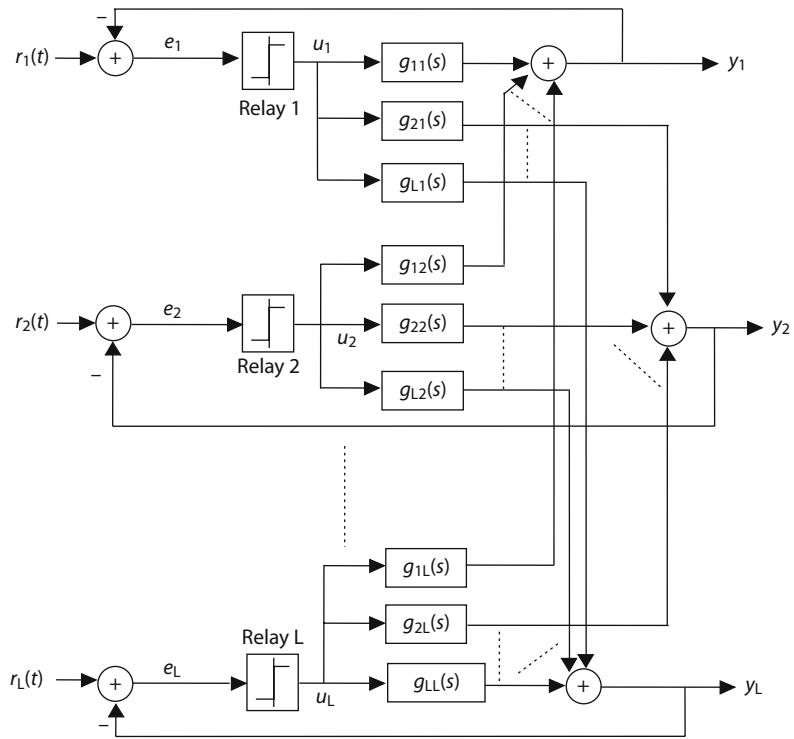 −
r1(t) + e1 Relay 1 u1 g11(s) + y1
g21(s)
gL1(s)
g12(s)
r2(t) + e2 Relay 2 u2 g22(s) + y2
−
gL2(s)
g1L(s)
g2L(s)
Relay L
rL(t) + eL uL gLL(s) + yL
−